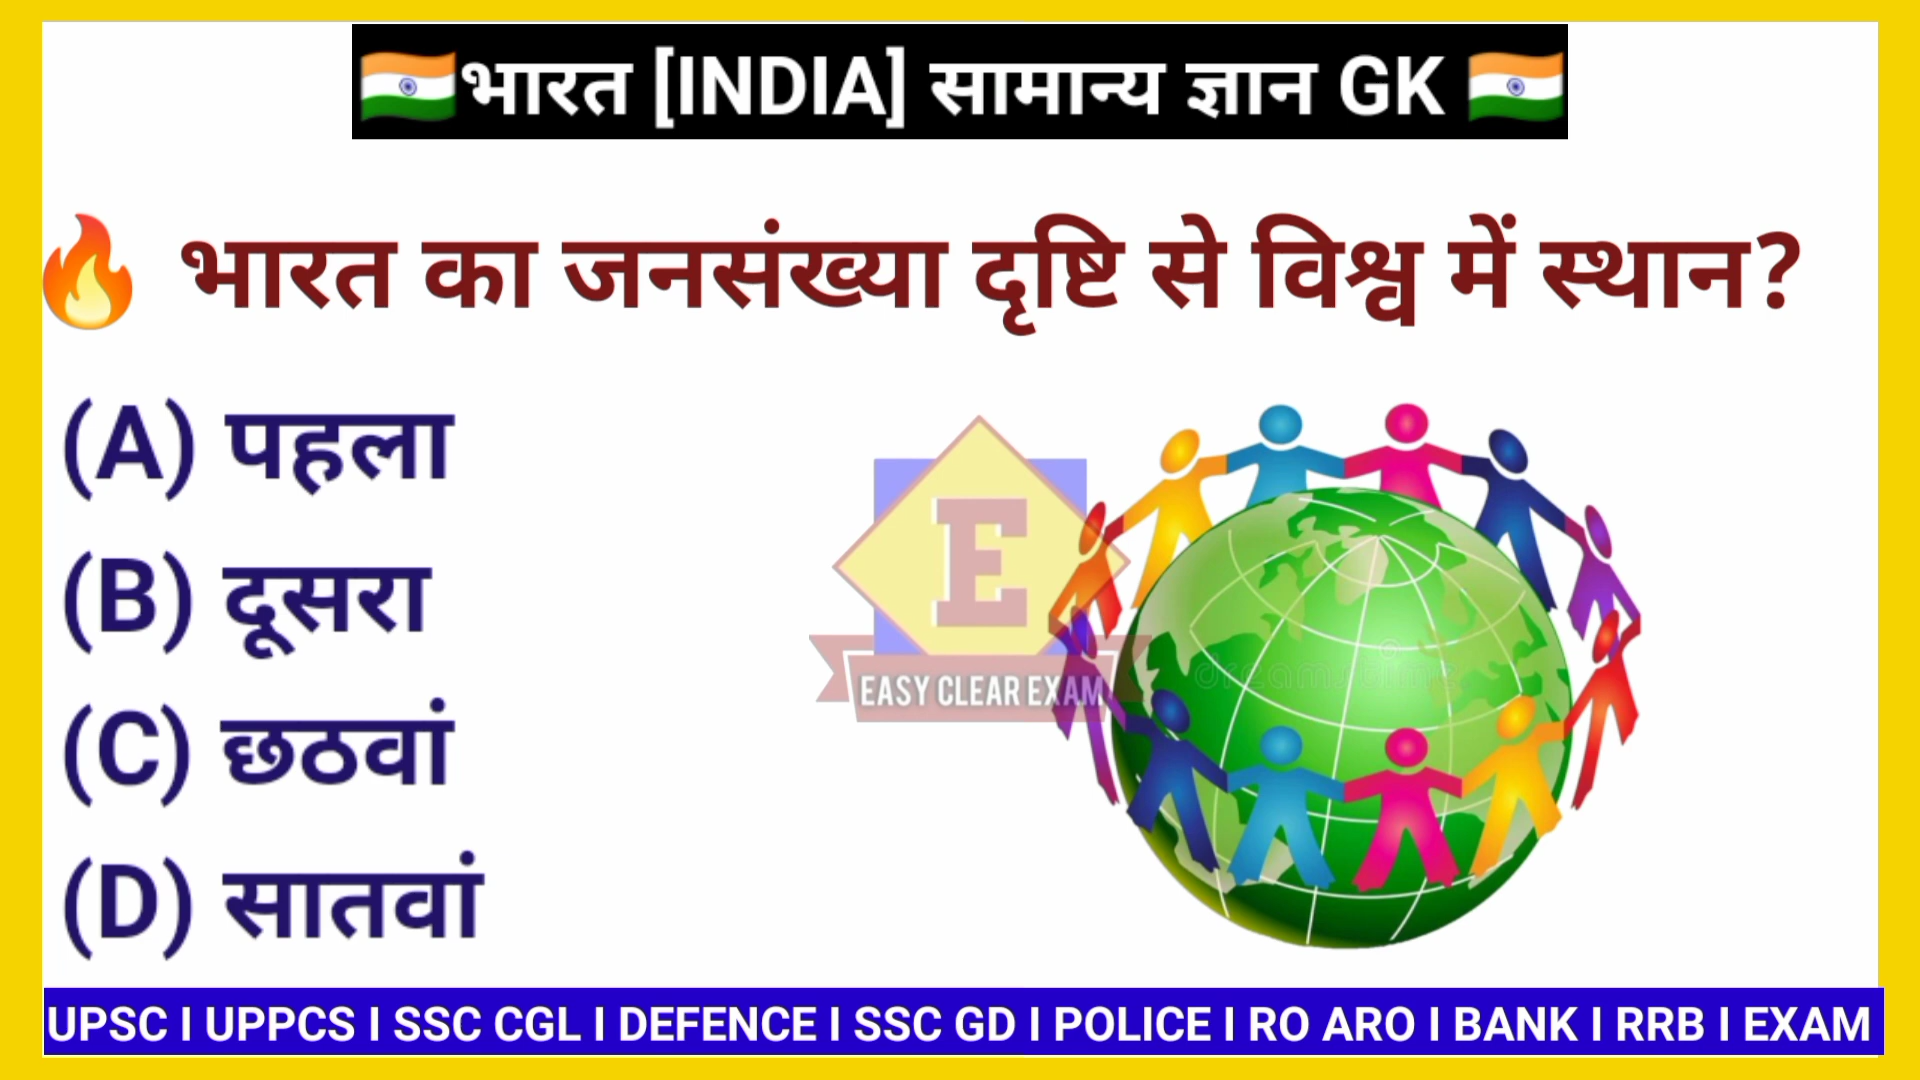 भारत [INDIA] सामान्य ज्ञान GK
भारत का जनसंख्या दृष्टि से विश्व में स्थान?
(A) पहला
(B) दूसरा
(C) छठवां
(D) सातवां
E
EASY CLEAR EXAM
dreamstime
UPSC I UPPCS I SSC CGL I DEFENCE I SSC GD I POLICE I RO ARO I BANK I RRB I EXAM